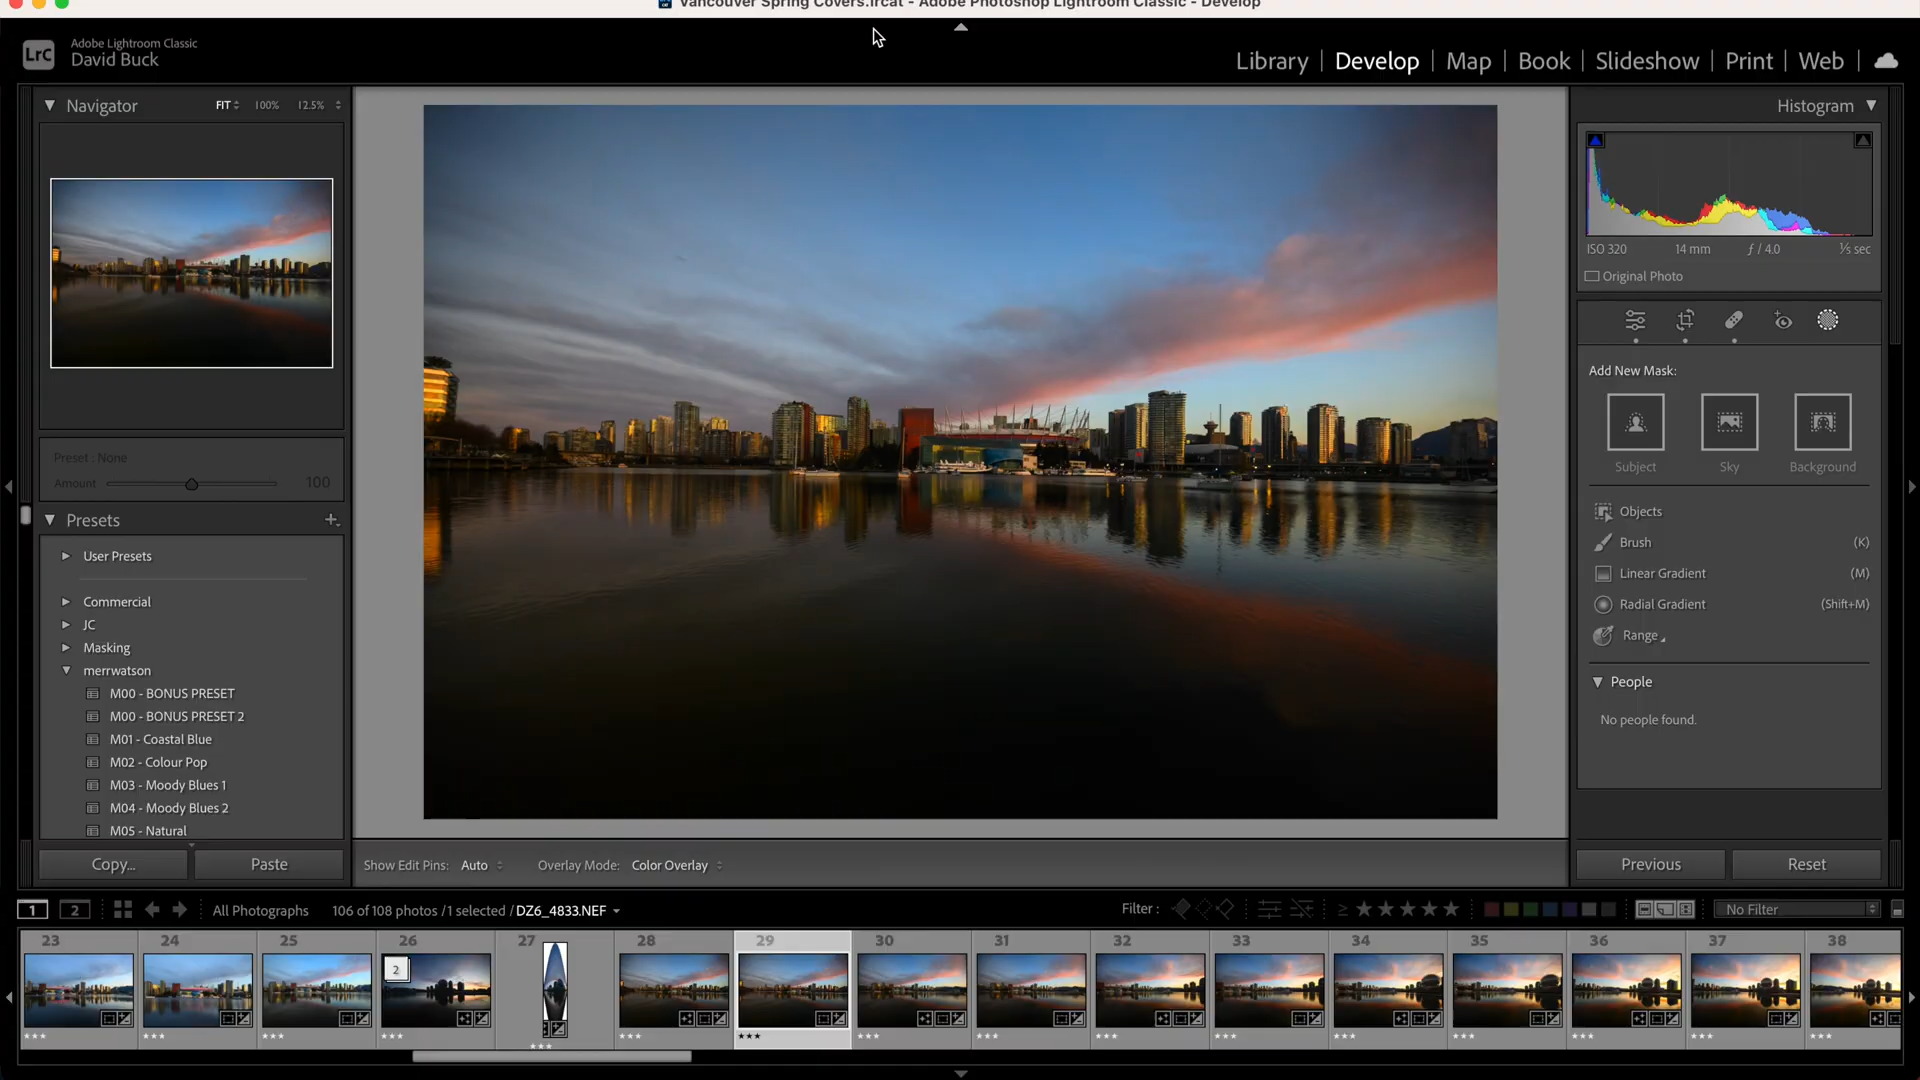 Vancouver Spring Covers.lrcat - Adobe Photoshop Lightroom Classic - Develop
LrC
Adobe Lightroom Classic
David Buck
Library | Develop | Map | Book | Slideshow | Print | Web
Navigator FIT 100% 12.5%
Histogram
ISO 320 14 mm ƒ / 4.0 ⅕ sec
Original Photo
Add New Mask:
Subject Sky Background
Preset : None
Amount 100
Presets
User Presets
Commercial
JC
Masking
merrwatson
M00 - BONUS PRESET
M00 - BONUS PRESET 2
M01 - Coastal Blue
M02 - Colour Pop
M03 - Moody Blues 1
M04 - Moody Blues 2
M05 - Natural
Objects
Brush (K)
Linear Gradient (M)
Radial Gradient (Shift+M)
Range
People
No people found.
Copy... Paste
Show Edit Pins: Auto Overlay Mode: Color Overlay
Previous Reset
1 2 All Photographs 106 of 108 photos / 1 selected / DZ6_4833.NEF
Filter : ≥ ★★★★★ No Filter
23 24 25 26 27 28 29 30 31 32 33 34 35 36 37 38
2